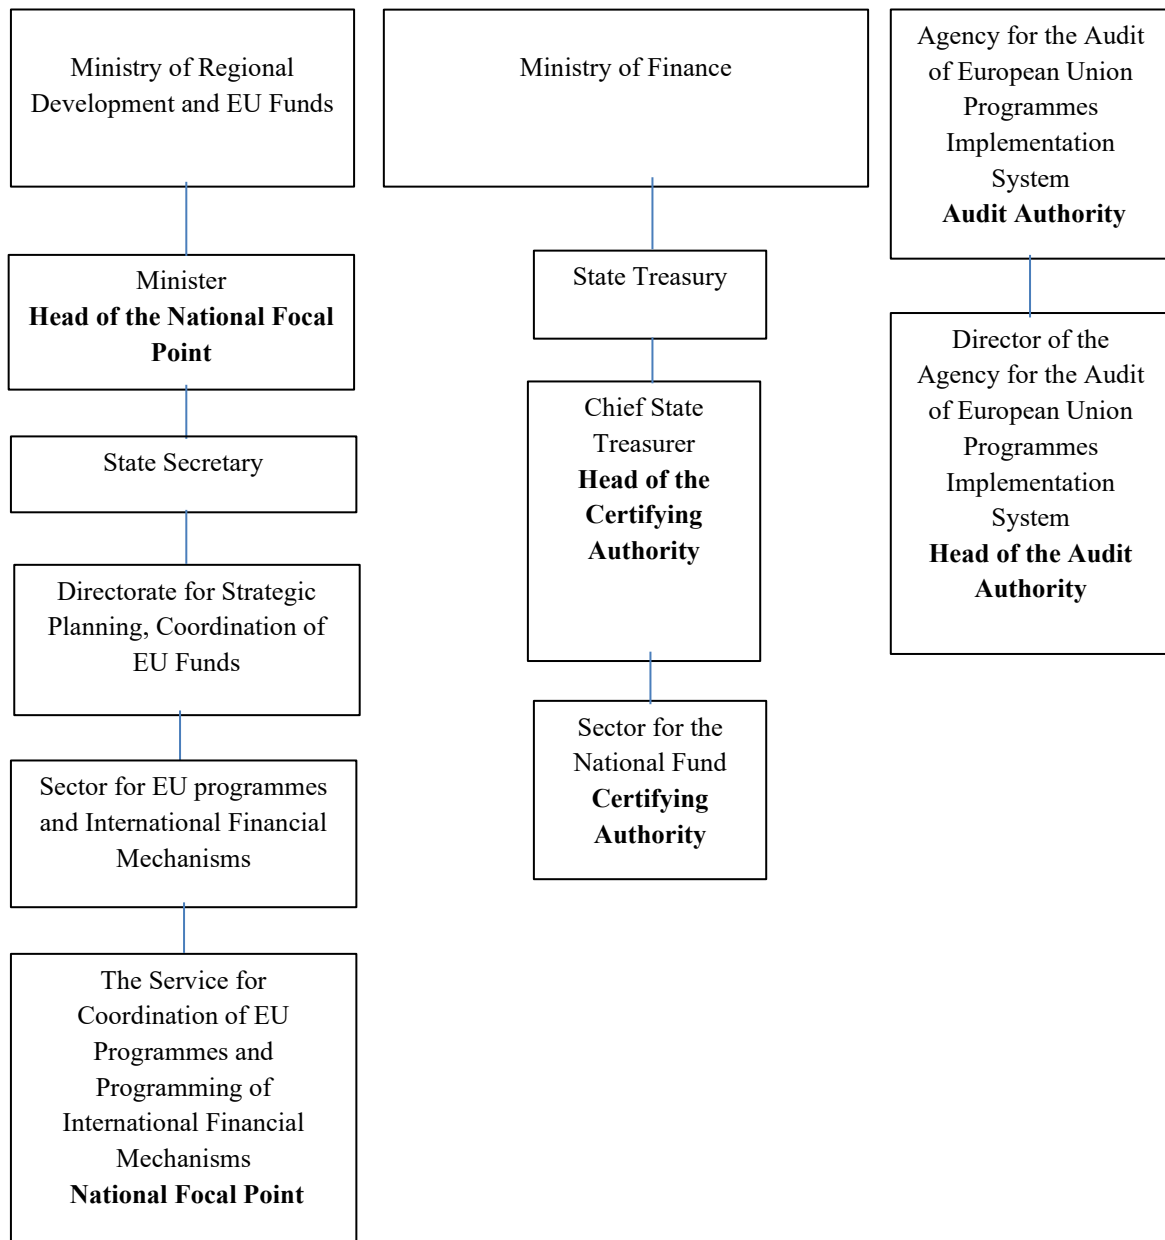 Ministry of Regional
Development and EU Funds
Minister
Head of the National Focal
Point
State Secretary
Directorate for Strategic
Planning, Coordination of
EU Funds
Sector for EU programmes
and International Financial
Mechanisms
The Service for
Coordination of EU
Programmes and
Programming of
International Financial
Mechanisms
National Focal Point
Ministry of Finance
State Treasury
Chief State
Treasurer
Head of the
Certifying
Authority
Sector for the
National Fund
Certifying
Authority
Agency for the Audit
of European Union
Programmes
Implementation
System
Audit Authority
Director of the
Agency for the Audit
of European Union
Programmes
Implementation
System
Head of the Audit
Authority